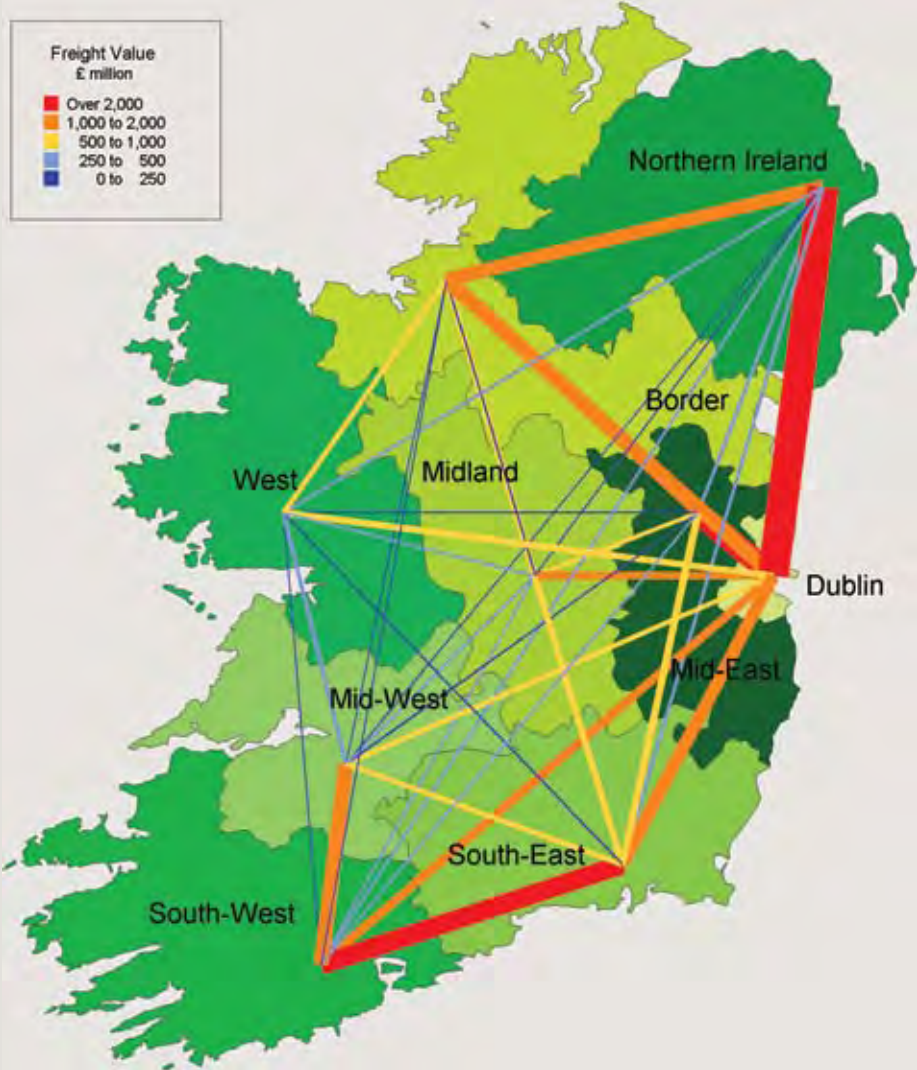 Freight Value
£ million
Over 2,000
1,000 to 2,000
500 to 1,000
250 to 500
0 to 250
Northern Ireland
Border
West
Midland
Dublin
Mid-East
Mid-West
South-East
South-West